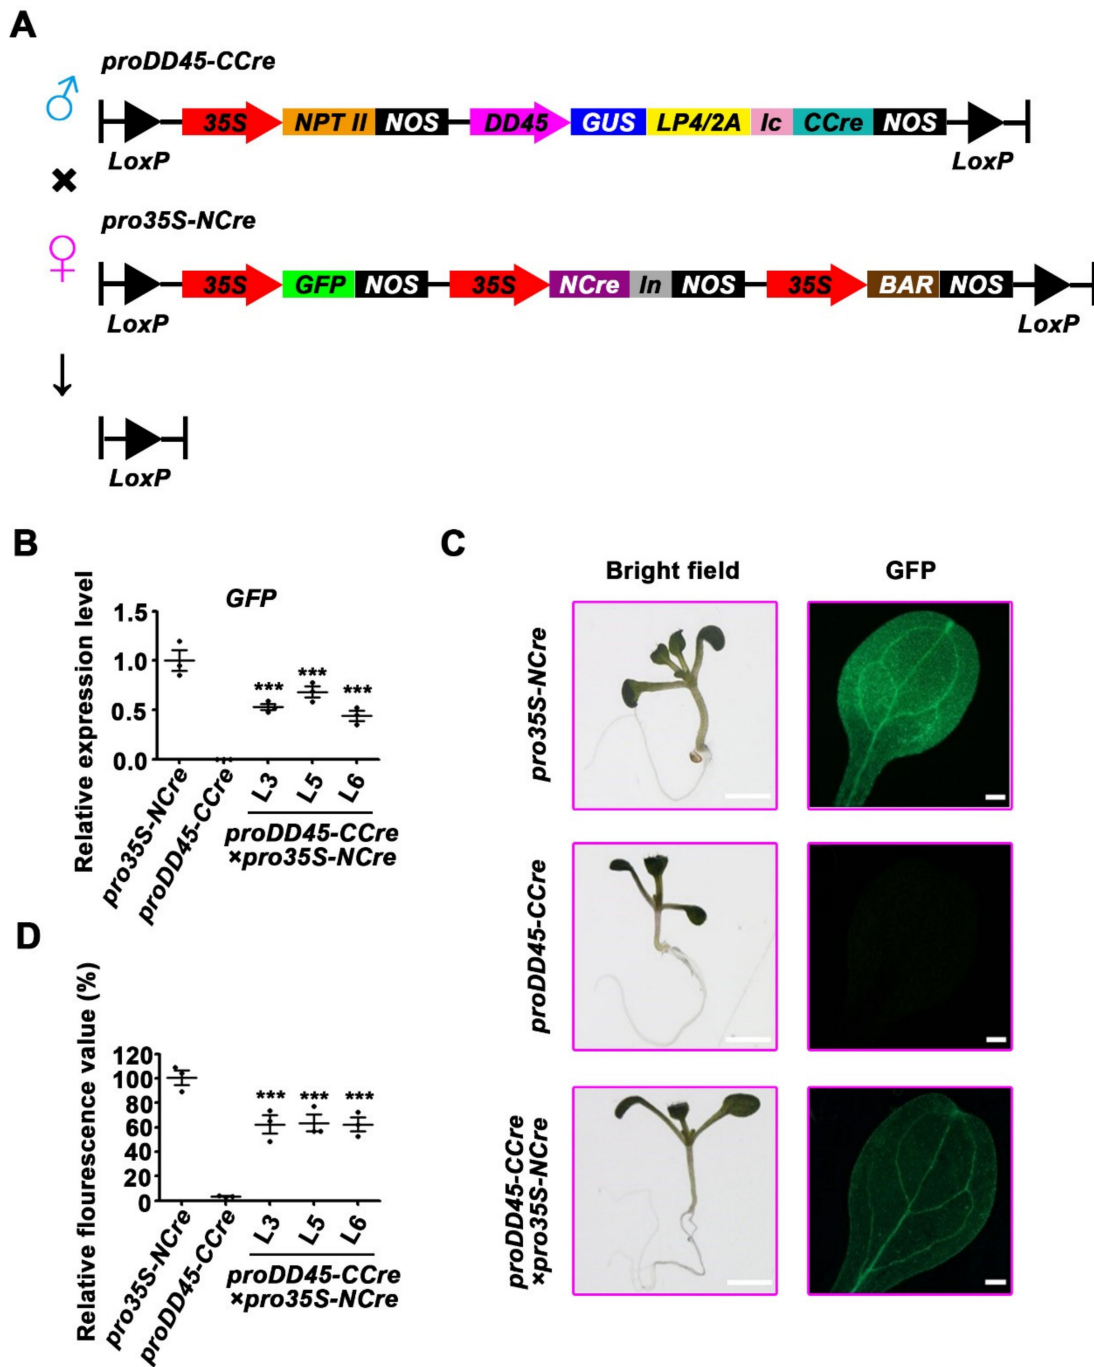 A
proDD45-CCre
♂
35S NPT II NOS DD45 GUS LP4/2A Ic CCre NOS
LoxP LoxP
×
pro35S-NCre
♀
35S GFP NOS 35S NCre In NOS 35S BAR NOS
LoxP LoxP
↓
LoxP
B
GFP
Relative expression level
1.5
1.0
0.5
0.0
*** *** ***
pro35S-NCre
proDD45-CCre
L3 L5 L6
proDD45-CCre
×pro35S-NCre
C
Bright field GFP
pro35S-NCre
proDD45-CCre
proDD45-CCre
×pro35S-NCre
D
Relative flourescence value (%)
120
100
80
60
40
20
0
*** *** ***
pro35S-NCre
proDD45-CCre
L3 L5 L6
proDD45-CCre
×pro35S-NCre